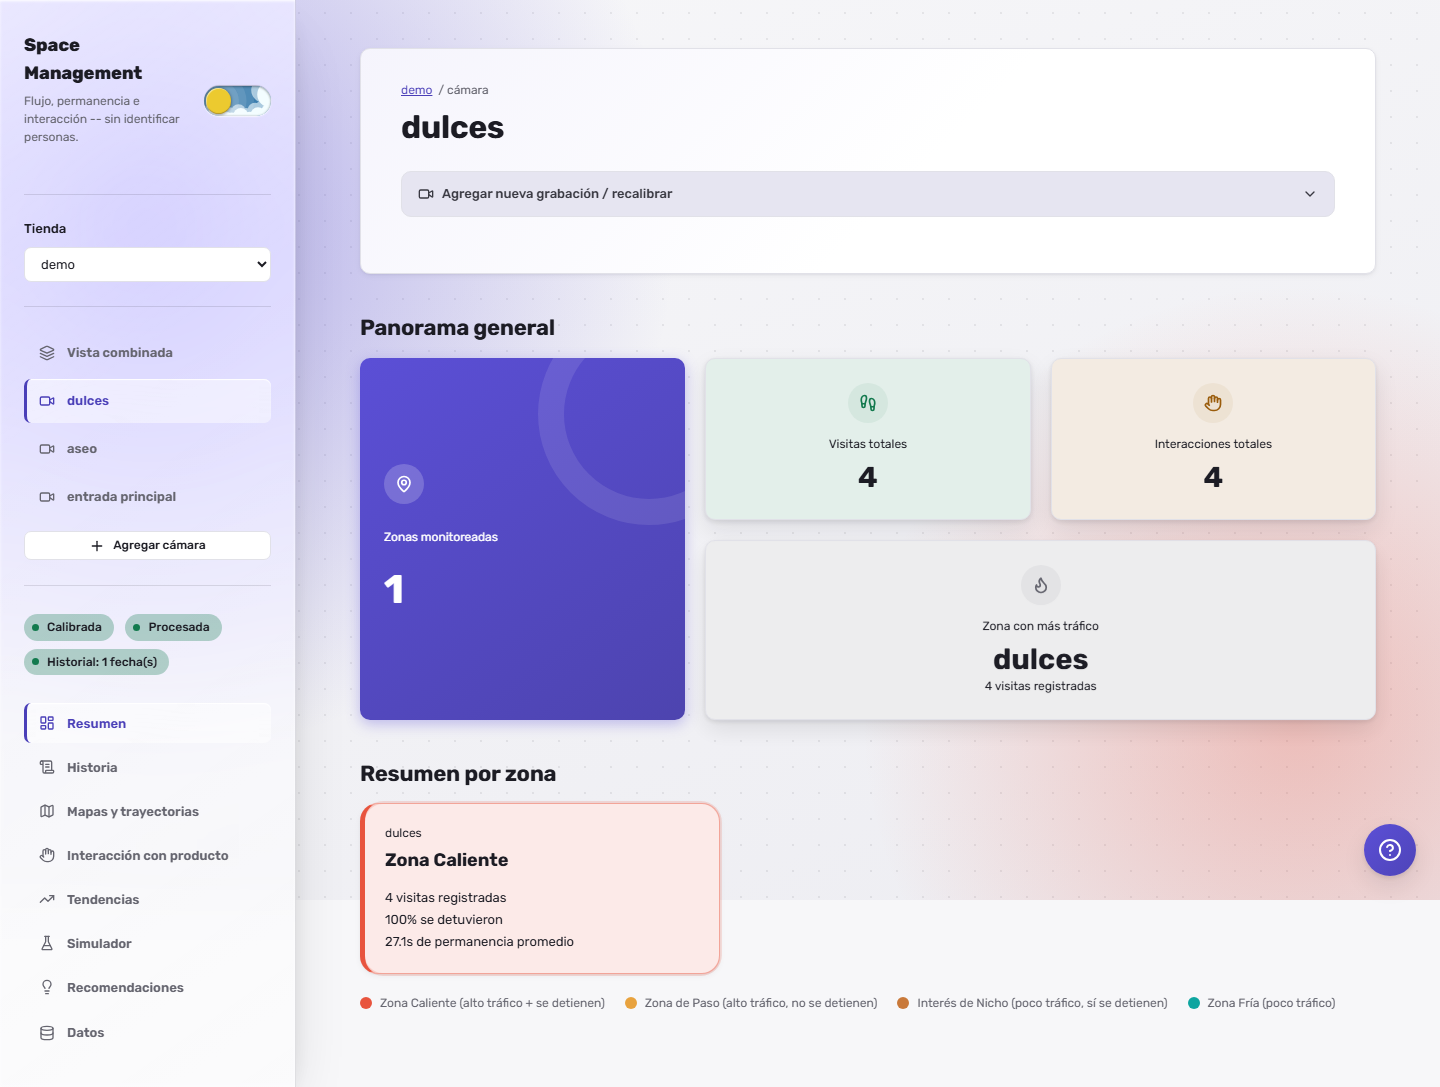 Space
Management
Flujo, permanencia e
interacción -- sin identificar
personas.
Tienda
demo
Vista combinada
dulces
aseo
entrada principal
Agregar cámara
Calibrada
Procesada
Historial: 1 fecha(s)
Resumen
Historia
Mapas y trayectorias
Interacción con producto
Tendencias
Simulador
Recomendaciones
Datos
demo / cámara
dulces
Agregar nueva grabación / recalibrar
Panorama general
Zonas monitoreadas
1
Visitas totales
4
Interacciones totales
4
Zona con más tráfico
dulces
4 visitas registradas
Resumen por zona
dulces
Zona Caliente
4 visitas registradas
100% se detuvieron
27.1s de permanencia promedio
Zona Caliente (alto tráfico + se detienen)
Zona de Paso (alto tráfico, no se detienen)
Interés de Nicho (poco tráfico, sí se detienen)
Zona Fría (poco tráfico)